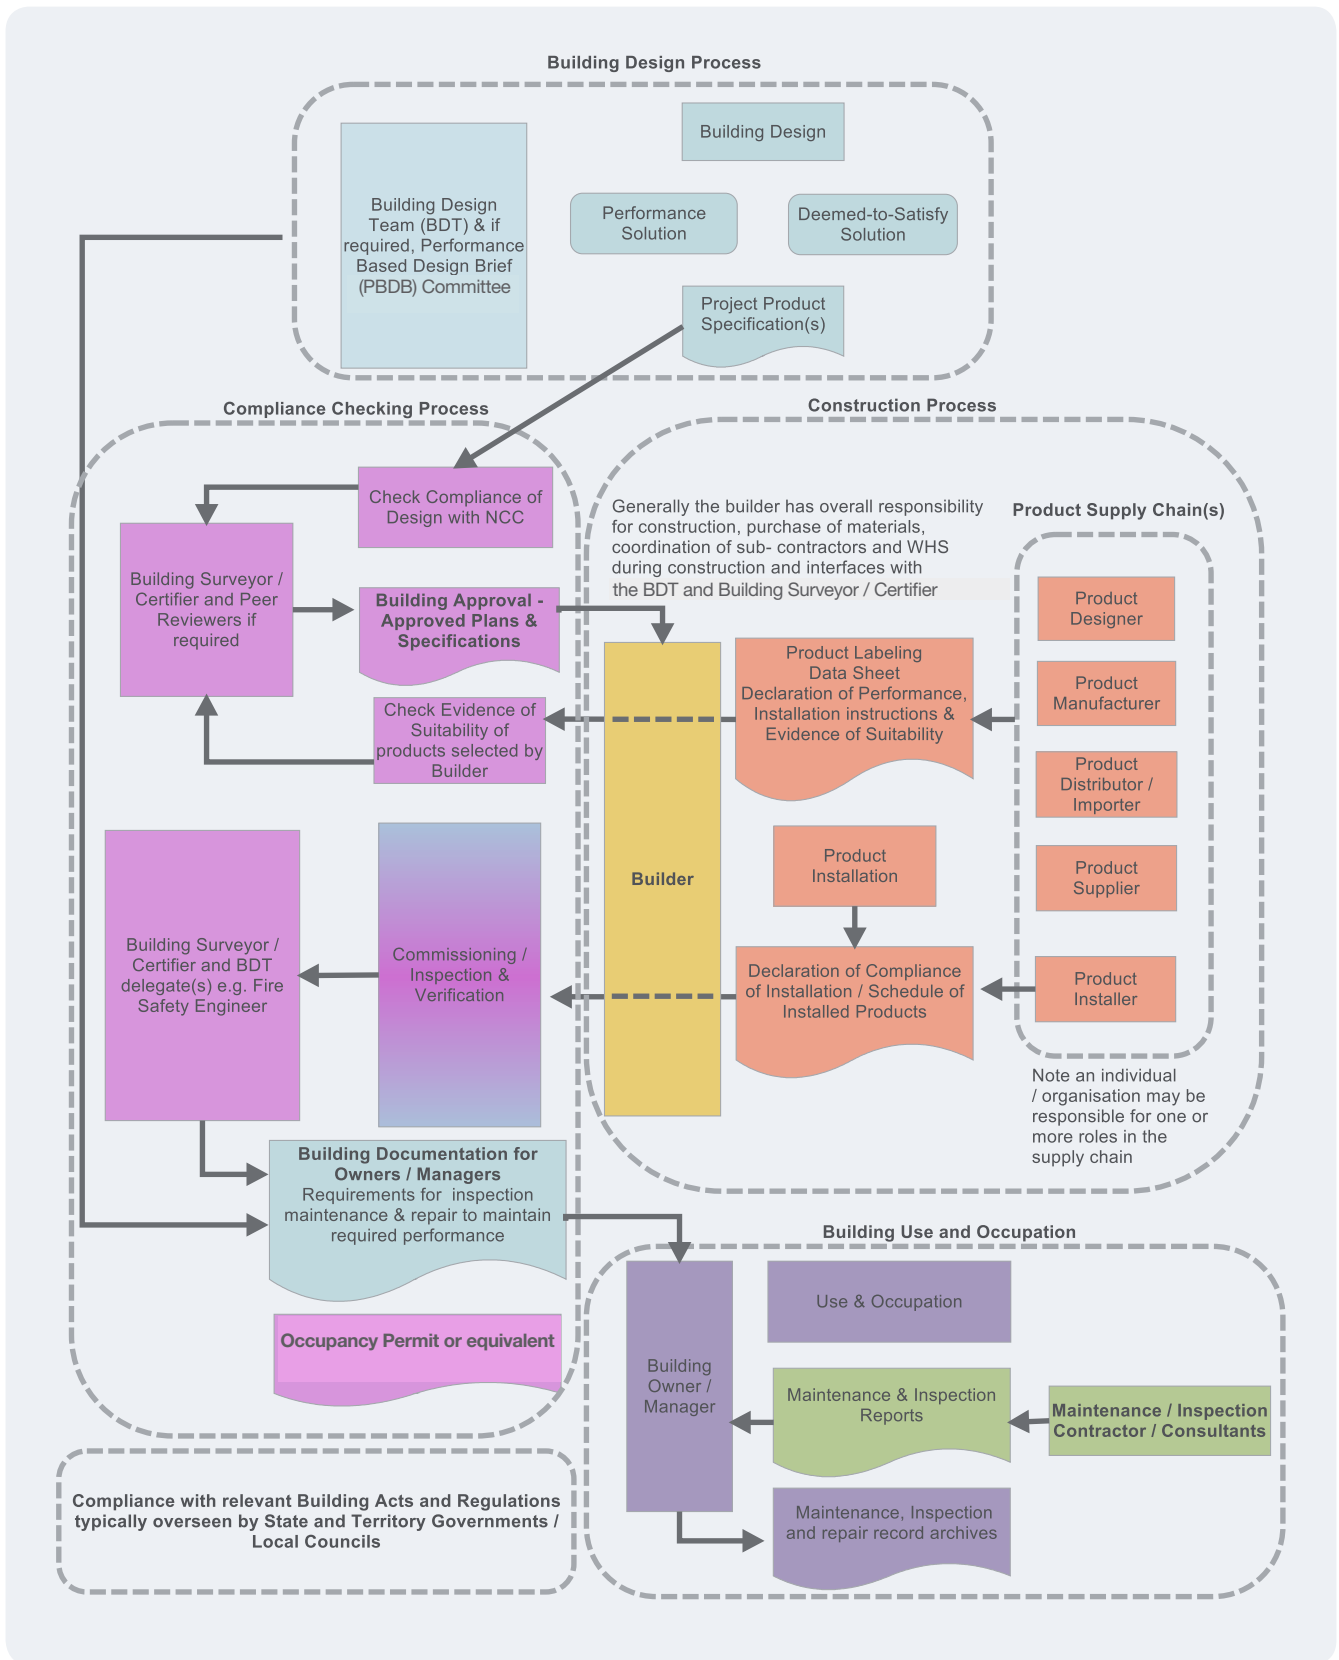 Building Design Process
Building Design
Building Design
Team (BDT) & if
required, Performance
Based Design Brief
(PBDB) Committee
Performance
Solution
Deemed-to-Satisfy
Solution
Project Product
Specification(s)
Compliance Checking Process
Check Compliance of
Design with NCC
Building Surveyor /
Certifier and Peer
Reviewers if
required
Building Approval -
Approved Plans &
Specifications
Check Evidence of
Suitability of
products selected by
Builder
Building Surveyor /
Certifier and BDT
delegate(s) e.g. Fire
Safety Engineer
Commissioning /
Inspection &
Verification
Building Documentation for
Owners / Managers
Requirements for  inspection
maintenance & repair to maintain
required performance
Occupancy Permit or equivalent
Compliance with relevant Building Acts and Regulations
typically overseen by State and Territory Governments /
Local Councils
Construction Process
Generally the builder has overall responsibility
for construction, purchase of materials,
coordination of sub- contractors and WHS
during construction and interfaces with
the BDT and Building Surveyor / Certifier
Builder
Product Labeling
Data Sheet
Declaration of Performance,
Installation instructions &
Evidence of Suitability
Product
Installation
Declaration of Compliance
of Installation / Schedule of
Installed Products
Product Supply Chain(s)
Product
Designer
Product
Manufacturer
Product
Distributor /
Importer
Product
Supplier
Product
Installer
Note an individual
/ organisation may be
responsible for one or
more roles in the
supply chain
Building Use and Occupation
Building
Owner /
Manager
Use & Occupation
Maintenance & Inspection
Reports
Maintenance / Inspection
Contractor / Consultants
Maintenance, Inspection
and repair record archives